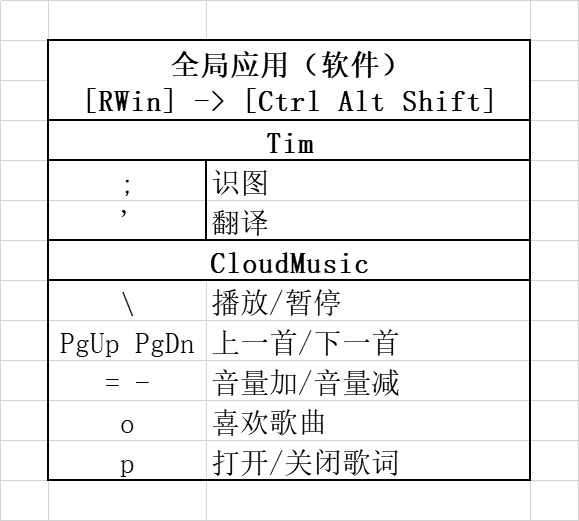 全局应用（软件）
[RWin] -> [Ctrl Alt Shift]
Tim
; 识图
’ 翻译
CloudMusic
\ 播放/暂停
PgUp PgDn 上一首/下一首
= - 音量加/音量减
o 喜欢歌曲
p 打开/关闭歌词